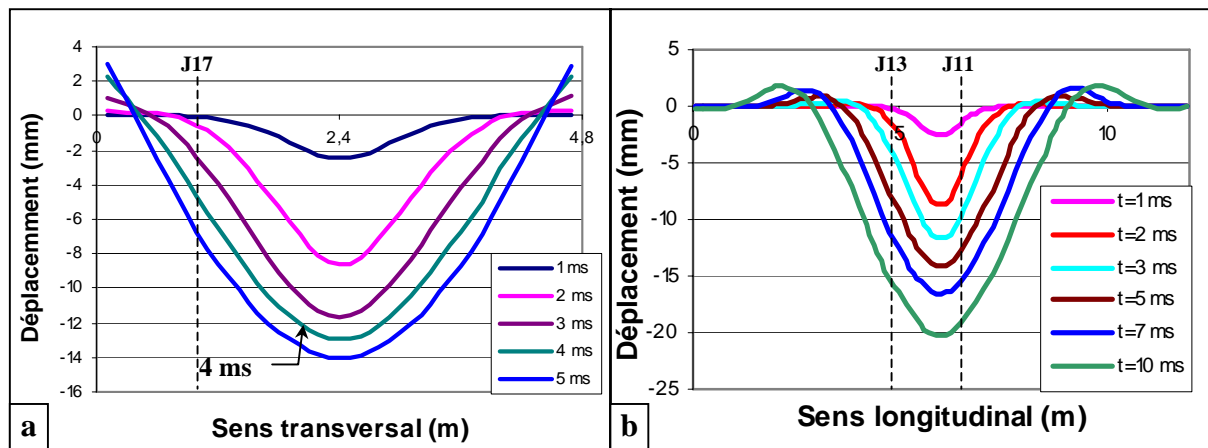 4
2
0
-2
-4
-6
-8
-10
-12
-14
-16
0
2,4
4,8
J17
4 ms
Déplacemment (mm)
Sens transversal (m)
1 ms
2 ms
3 ms
4 ms
5 ms
a
5
0
-5
-10
-15
-20
-25
0
5
10
J13
J11
Déplacement (mm)
Sens longitudinal (m)
t=1 ms
t=2 ms
t=3 ms
t=5 ms
t=7 ms
t=10 ms
b